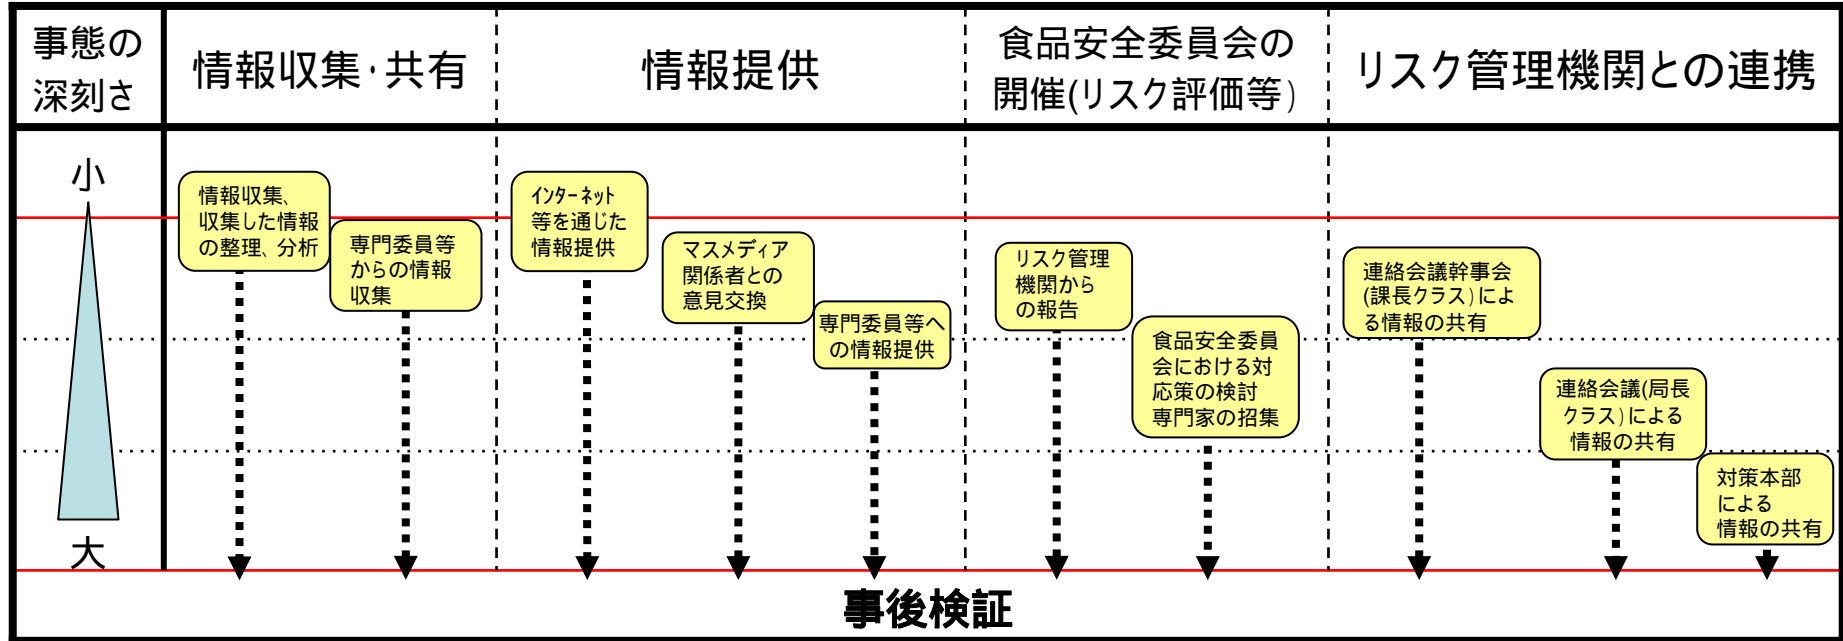 事態の
深刻さ
情報収集・共有
情報提供
食品安全委員会の
開催(リスク評価等)
リスク管理機関との連携
小
大
情報収集、
収集した情報
の整理、分析
専門委員等
からの情報
収集
インターネット
等を通じた
情報提供
マスメディア
関係者との
意見交換
専門委員等へ
の情報提供
リスク管理
機関から
の報告
食品安全委員
会における対
応策の検討
専門家の招集
連絡会議幹事会
(課長クラス)によ
る情報の共有
連絡会議(局長
クラス)による
情報の共有
対策本部
による
情報の共有
事後検証